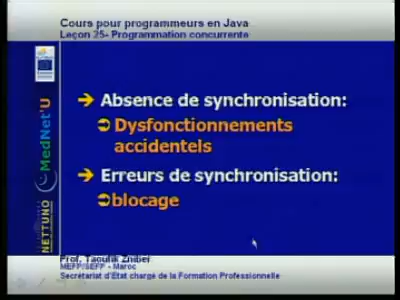 Cours pour programmeurs en Java
Leçon 25- Programmation concurrente
Absence de synchronisation:
Dysfonctionnements
accidentels
Erreurs de synchronisation:
blocage
MedNet'U
NETTUNO
Prof. Taoufik Zniber
MEFP/SEFP - Maroc
Secrétariat d'Etat chargé de la Formation Professionnelle